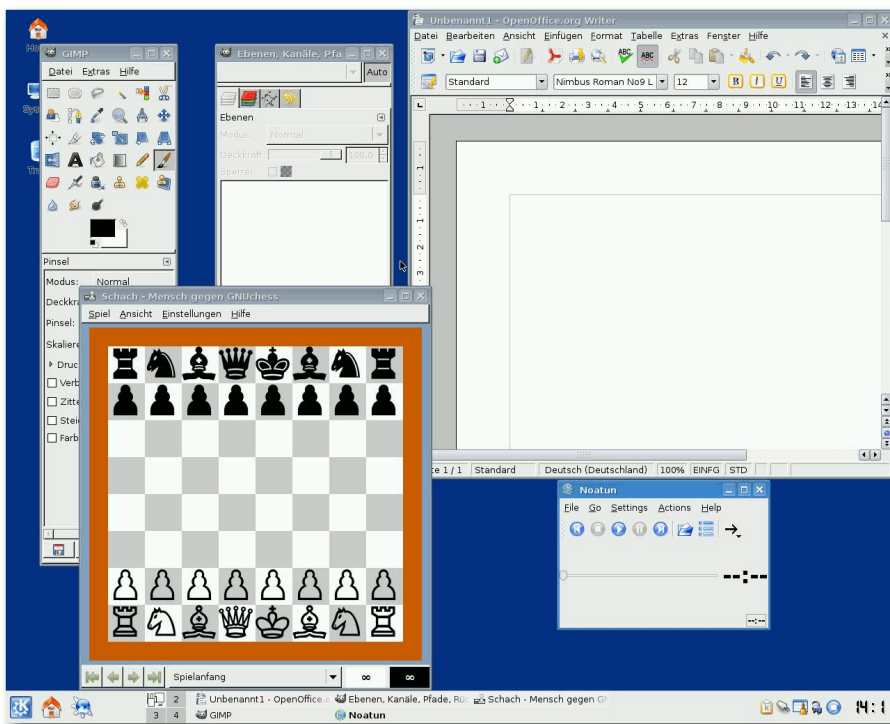 Unbenannt1 - OpenOffice.org Writer
Datei Bearbeiten Ansicht Einfügen Format Tabelle Extras Fenster Hilfe
Standard Nimbus Roman No9 L 12
GIMP
Datei Extras Hilfe
Ebenen, Kanäle, Pfa
Auto
Ebenen
Modus: Normal
Deckkraft: 100,0
Sperre:
Pinsel
Modus: Normal
Deckkra
Pinsel:
Skaliere
Druc
Verb
Zitte
Stei
Farb
Schach - Mensch gegen GNUchess
Spiel Ansicht Einstellungen Hilfe
Spielanfang
∞ ∞
e 1 / 1 Standard Deutsch (Deutschland) 100% EINFG STD
Noatun
File Go Settings Actions Help
--:--
--:--
2 Unbenannt1 - OpenOffice. Ebenen, Kanäle, Pfade, Rü Schach - Mensch gegen G
3 4 GIMP Noatun
14:1